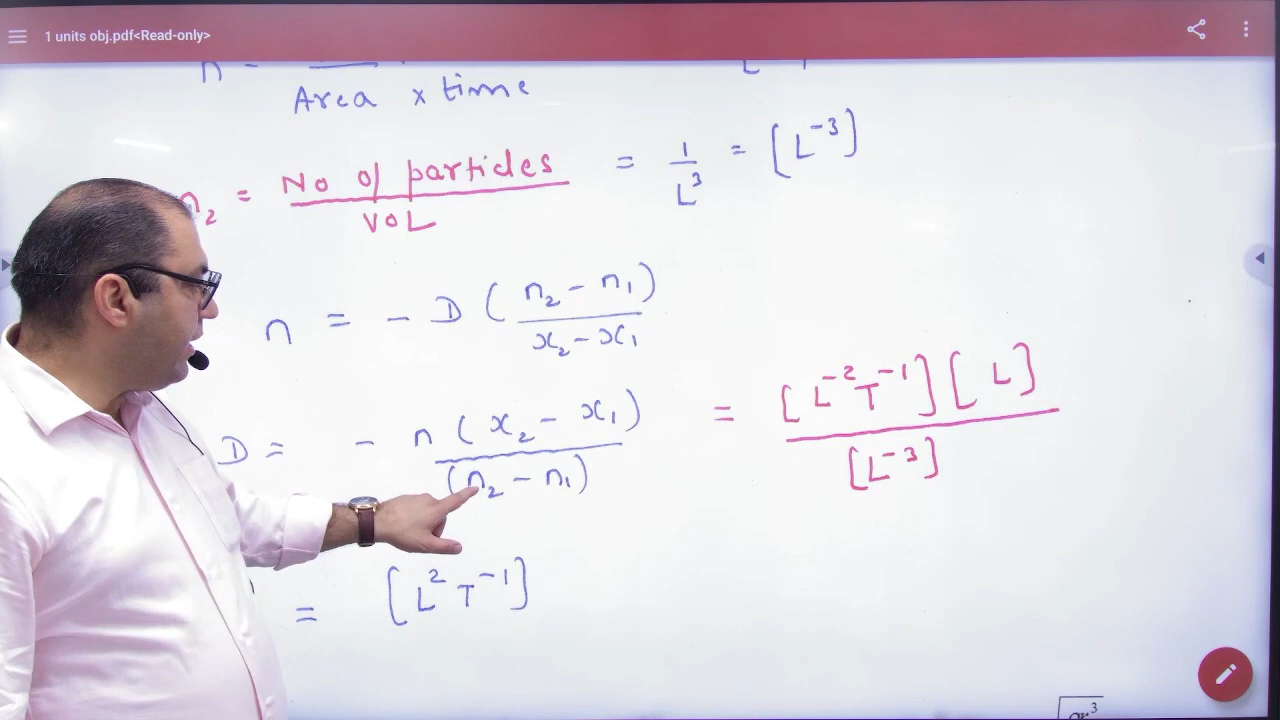 1 units obj.pdf<Read-only>
n =
Area × time
n₂ = No of particles / VOL = 1/L³ = [L⁻³]
n = - D (n₂ - n₁) / x₂ - x₁
D = - n (x₂ - x₁) / (n₂ - n₁) = [L⁻² T⁻¹] [L] / [L⁻³]
= [L² T⁻¹]